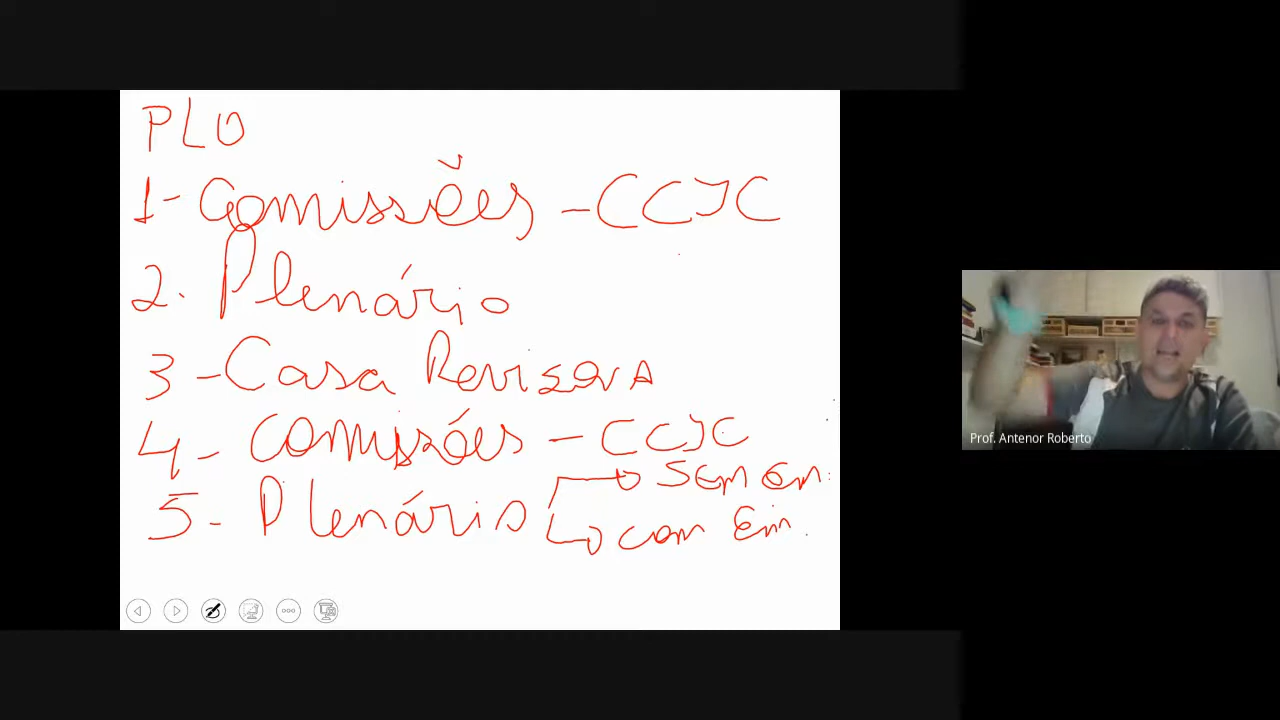 PLO
1- Comissões - CCJC
2. Plenário
3 - Casa Revisora
4 - Comissões - CCJC
5 - Plenário
Sem Em.
com Em.
Prof. Antenor Roberto